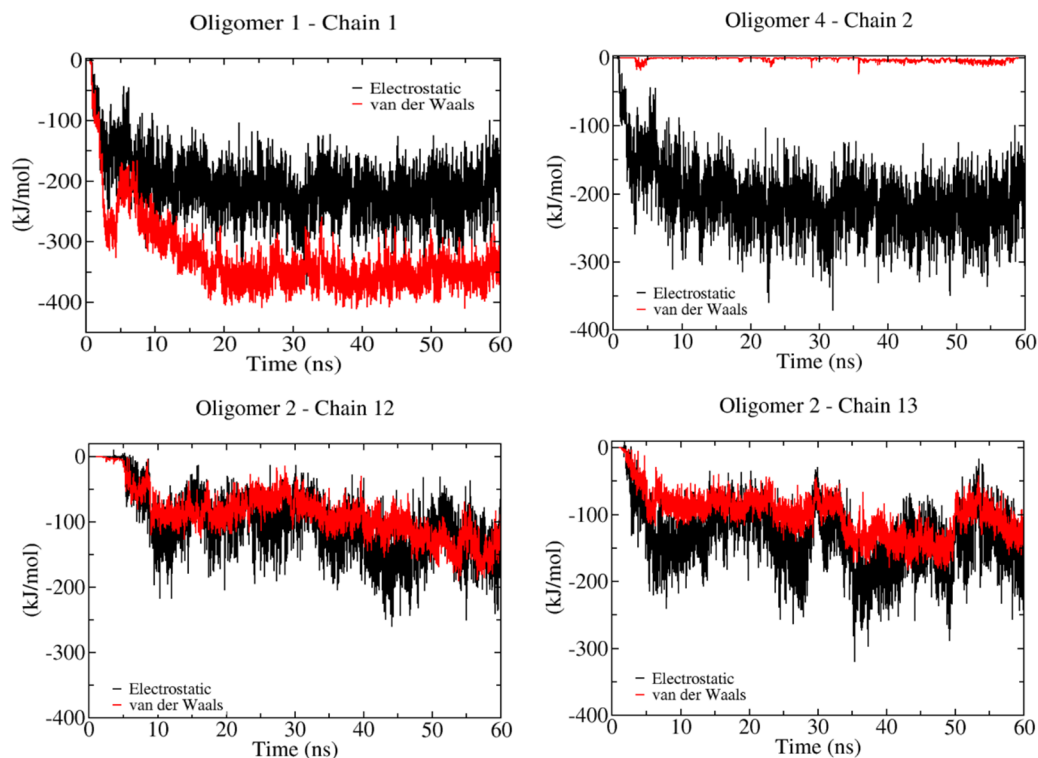 Oligomer 1 - Chain 1
0
-100
-200
-300
-400
(kJ/mol)
Electrostatic
van der Waals
0 10 20 30 40 50 60
Time (ns)
Oligomer 4 - Chain 2
0
-100
-200
-300
-400
(kJ/mol)
Electrostatic
van der Waals
0 10 20 30 40 50 60
Time (ns)
Oligomer 2 - Chain 12
0
-100
-200
-300
-400
(kJ/mol)
Electrostatic
van der Waals
0 10 20 30 40 50 60
Time (ns)
Oligomer 2 - Chain 13
0
-100
-200
-300
-400
(kJ/mol)
Electrostatic
van der Waals
0 10 20 30 40 50 60
Time (ns)